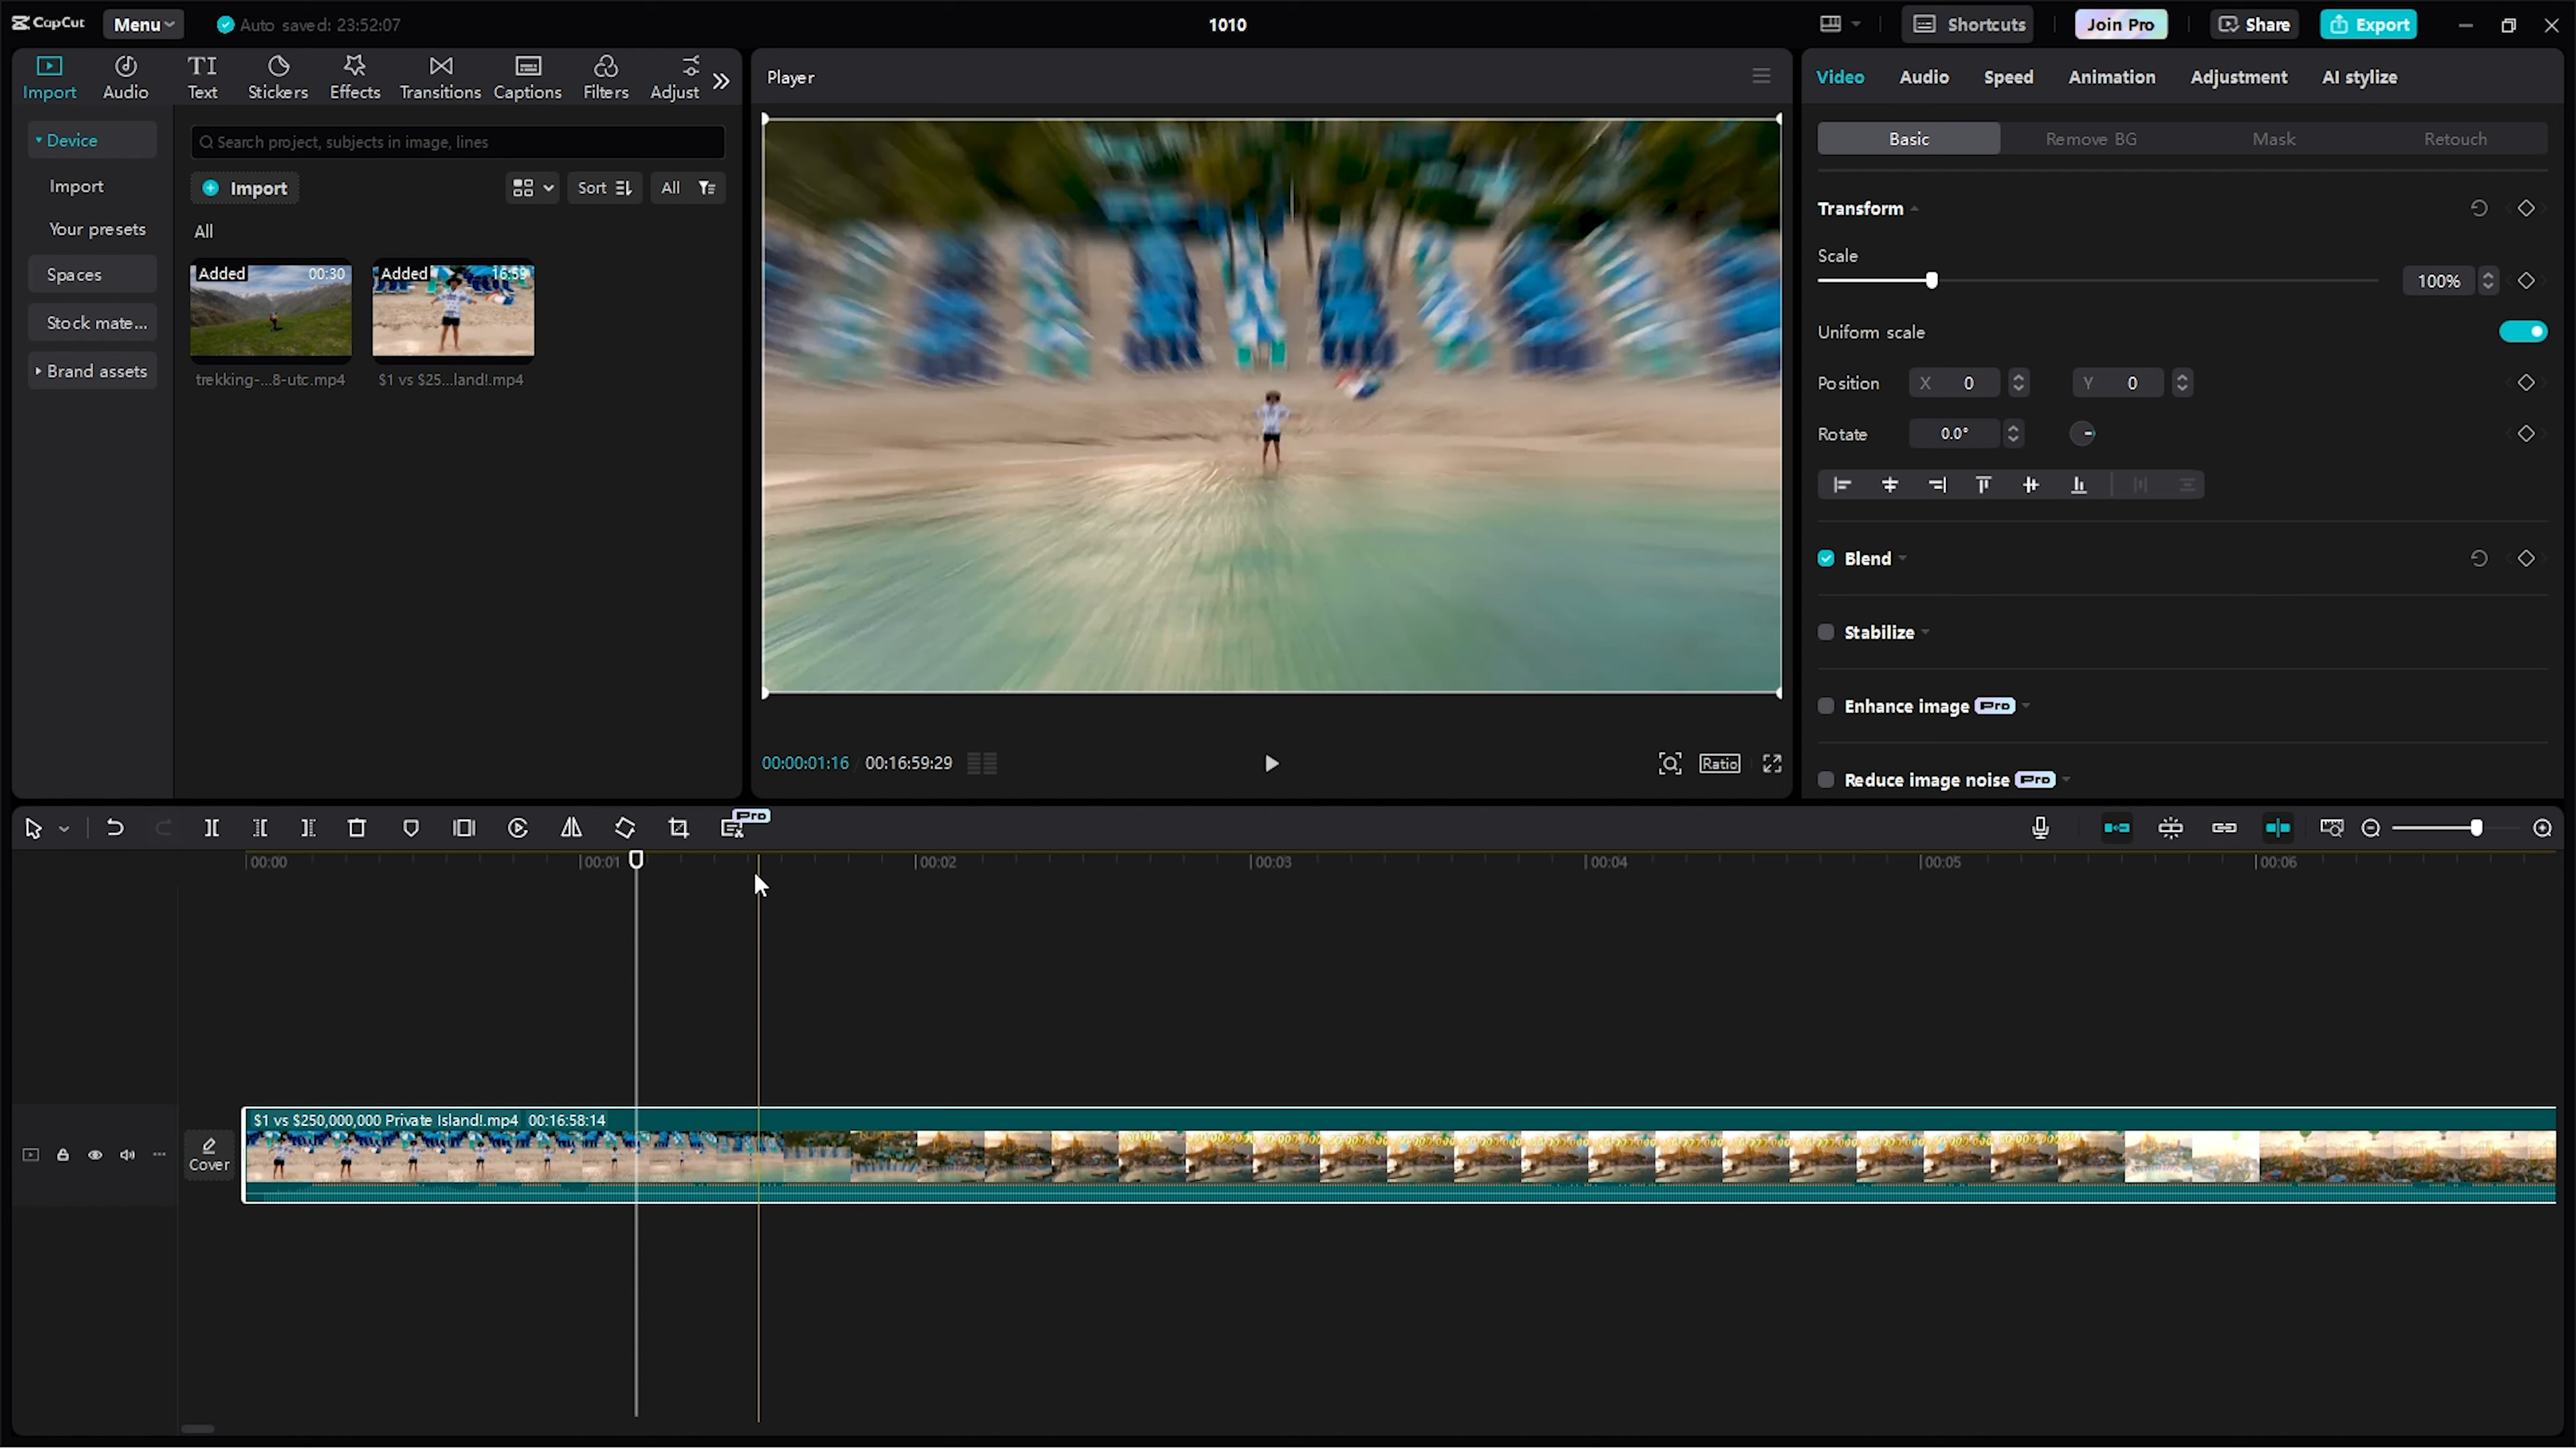 CapCut
Menu
Auto saved: 23:52:07
1010
Shortcuts
Join Pro
Share
Export
Import
Audio
TI Text
Stickers
Effects
Transitions
Captions
Filters
Adjust
Device
Import
Your presets
Spaces
Stock mate...
Brand assets
Search project, subjects in image, lines
Import
Sort
All
All
Added 00:30
trekking-...8-utc.mp4
Added 16:59
$1 vs $25...land!.mp4
Player
00:00:01:16
00:16:59:29
Ratio
Video
Audio
Speed
Animation
Adjustment
AI stylize
Basic
Remove BG
Mask
Retouch
Transform
Scale
100%
Uniform scale
Position X 0 Y 0
Rotate 0.0°
Blend
Stabilize
Enhance image Pro
Reduce image noise Pro
Pro
00:00
00:01
00:02
00:03
00:04
00:05
00:06
Cover
$1 vs $250,000,000 Private Island!.mp4 00:16:58:14